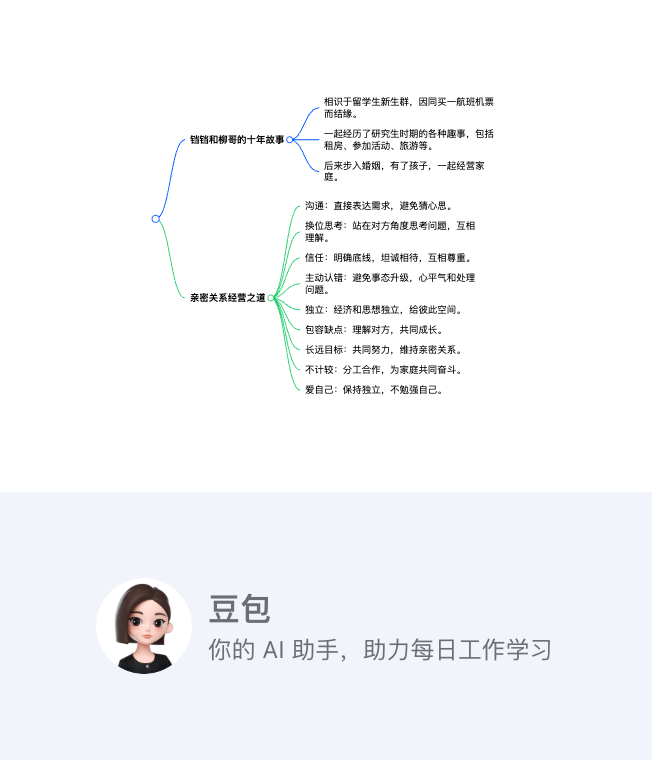 铛铛和柳哥的十年故事
相识于留学生新生群，因同买一航班机票
而结缘。
一起经历了研究生时期的各种趣事，包括
租房、参加活动、旅游等。
后来步入婚姻，有了孩子，一起经营家
庭。
亲密关系经营之道
沟通：直接表达需求，避免猜心思。
换位思考：站在对方角度思考问题，互相
理解。
信任：明确底线，坦诚相待，互相尊重。
主动认错：避免事态升级，心平气和处理
问题。
独立：经济和思想独立，给彼此空间。
包容缺点：理解对方，共同成长。
长远目标：共同努力，维持亲密关系。
不计较：分工合作，为家庭共同奋斗。
爱自己：保持独立，不勉强自己。
豆包
你的 AI 助手，助力每日工作学习